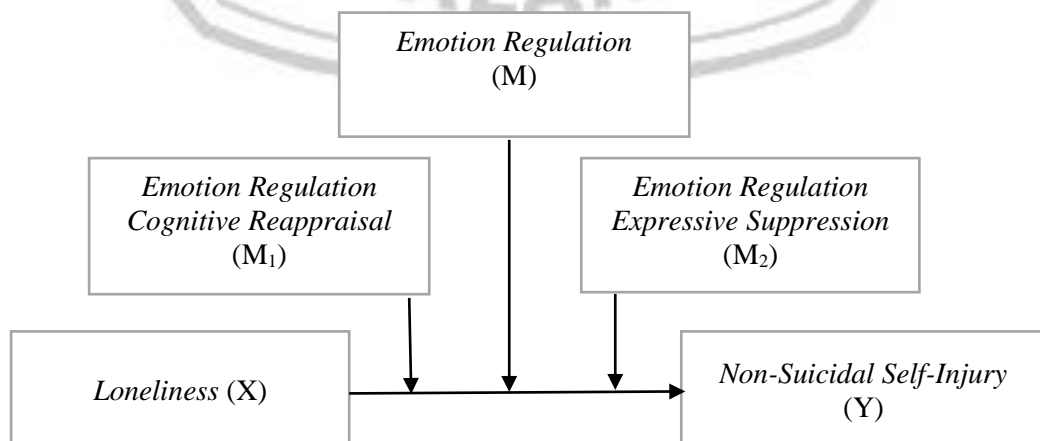 Emotion Regulation
(M)
Emotion Regulation
Cognitive Reappraisal
(M₁)
Emotion Regulation
Expressive Suppression
(M₂)
Loneliness (X)
Non-Suicidal Self-Injury
(Y)